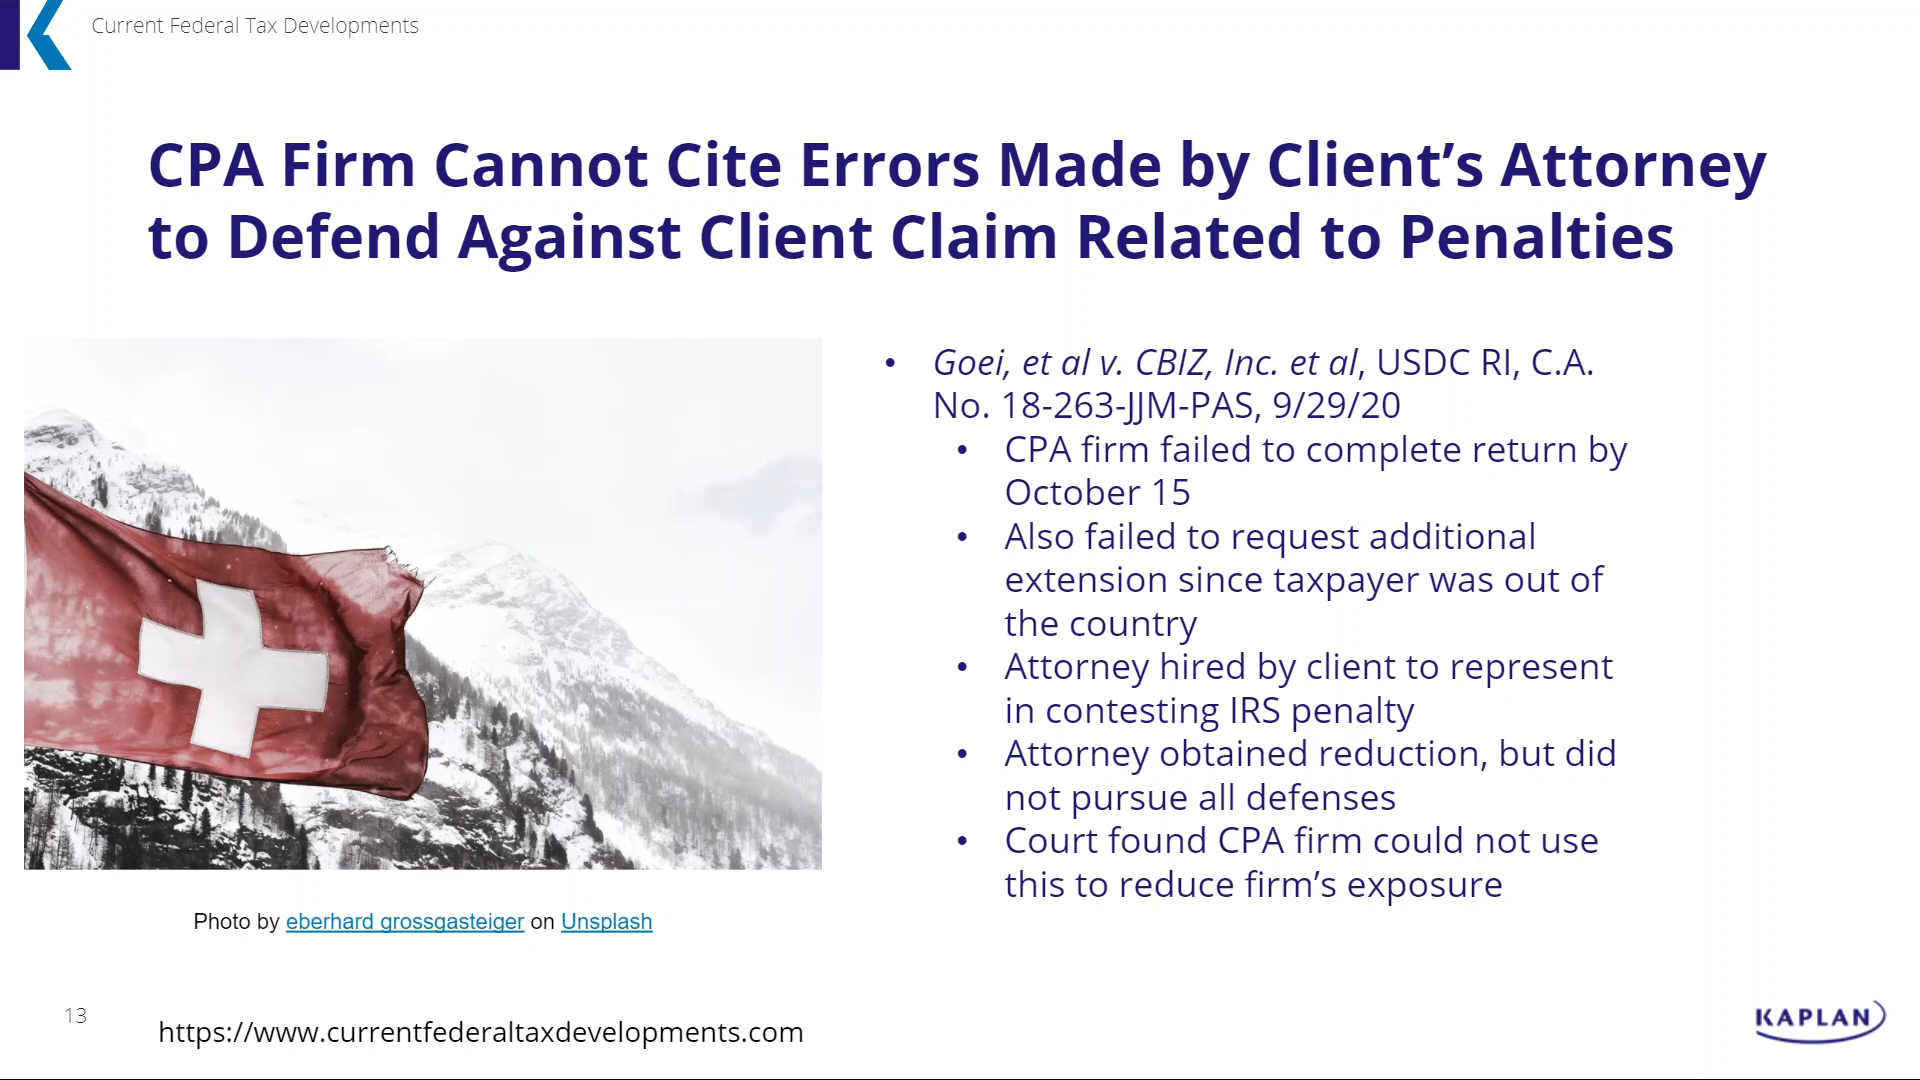 Current Federal Tax Developments
CPA Firm Cannot Cite Errors Made by Client’s Attorney
to Defend Against Client Claim Related to Penalties
• Goei, et al v. CBIZ, Inc. et al, USDC RI, C.A.
No. 18-263-JJM-PAS, 9/29/20
• CPA firm failed to complete return by
October 15
• Also failed to request additional
extension since taxpayer was out of
the country
• Attorney hired by client to represent
in contesting IRS penalty
• Attorney obtained reduction, but did
not pursue all defenses
• Court found CPA firm could not use
this to reduce firm’s exposure
Photo by eberhard grossgasteiger on Unsplash
13
https://www.currentfederaltaxdevelopments.com
KAPLAN